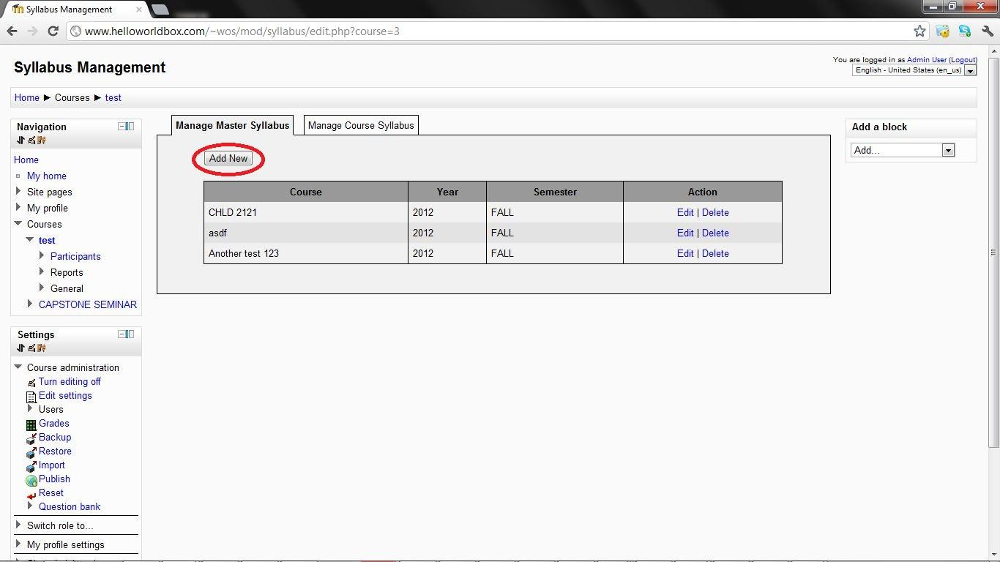 Syllabus Management
www.helloworldbox.com/~wos/mod/syllabus/edit.php?course=3
Syllabus Management
You are logged in as Admin User (Logout)
English - United States (en_us)
Home ► Courses ► test
Navigation
Home
My home
Site pages
My profile
Courses
test
Participants
Reports
General
CAPSTONE SEMINAR
Settings
Course administration
Turn editing off
Edit settings
Users
Grades
Backup
Restore
Import
Publish
Reset
Question bank
Switch role to...
My profile settings
Manage Master Syllabus Manage Course Syllabus
Add New
Course Year Semester Action
CHLD 2121 2012 FALL Edit | Delete
asdf 2012 FALL Edit | Delete
Another test 123 2012 FALL Edit | Delete
Add a block
Add...